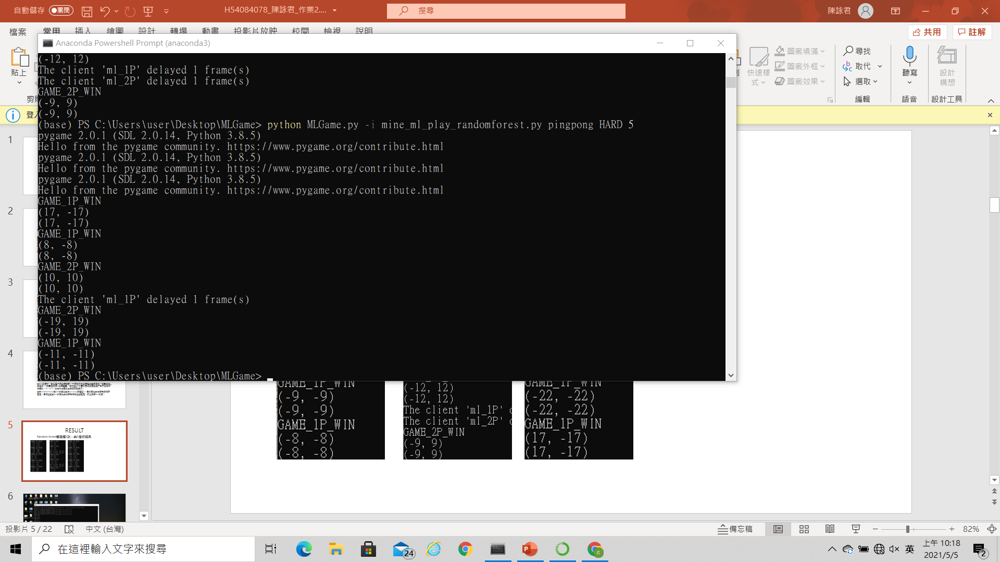 自動儲存 關閉
H54084078_陳詠君_作業2....
搜尋
陳詠君
檔案 常用 插入 繪圖 設計 轉場 動畫 投影片放映 校閱 檢視 說明
共用 註解
貼上
快速樣式
圖案填滿
圖案外框
圖案效果
尋找
取代
選取
編輯
聽寫
語音
設計構想
設計工具
Anaconda Powershell Prompt (anaconda3)
(-12, 12)
The client 'ml_1P' delayed 1 frame(s)
The client 'ml_2P' delayed 1 frame(s)
GAME_2P_WIN
(-9, 9)
(-9, 9)
(base) PS C:\Users\user\Desktop\MLGame> python MLGame.py -i mine_ml_play_randomforest.py pingpong HARD 5
pygame 2.0.1 (SDL 2.0.14, Python 3.8.5)
Hello from the pygame community. https://www.pygame.org/contribute.html
pygame 2.0.1 (SDL 2.0.14, Python 3.8.5)
Hello from the pygame community. https://www.pygame.org/contribute.html
pygame 2.0.1 (SDL 2.0.14, Python 3.8.5)
Hello from the pygame community. https://www.pygame.org/contribute.html
GAME_1P_WIN
(17, -17)
(17, -17)
GAME_1P_WIN
(8, -8)
(8, -8)
GAME_2P_WIN
(10, 10)
(10, 10)
The client 'ml_1P' delayed 1 frame(s)
GAME_2P_WIN
(-19, 19)
(-19, 19)
GAME_1P_WIN
(-11, -11)
(-11, -11)
(base) PS C:\Users\user\Desktop\MLGame>
1
2
3
4
5
RESULT
6
GAME_1P_WIN
(-9, -9)
(-9, -9)
GAME_1P_WIN
(-8, -8)
(-8, -8)
(-12, 12)
(-12, 12)
The client 'ml_1P'
The client 'ml_2P'
GAME_2P_WIN
(-9, 9)
(-9, 9)
GAME_1P_WIN
(-22, -22)
(-22, -22)
GAME_1P_WIN
(17, -17)
(17, -17)
投影片 5 / 22 中文 (台灣)
備忘稿
82%
在這裡輸入文字來搜尋
24
英
上午 10:18
2021/5/5
2